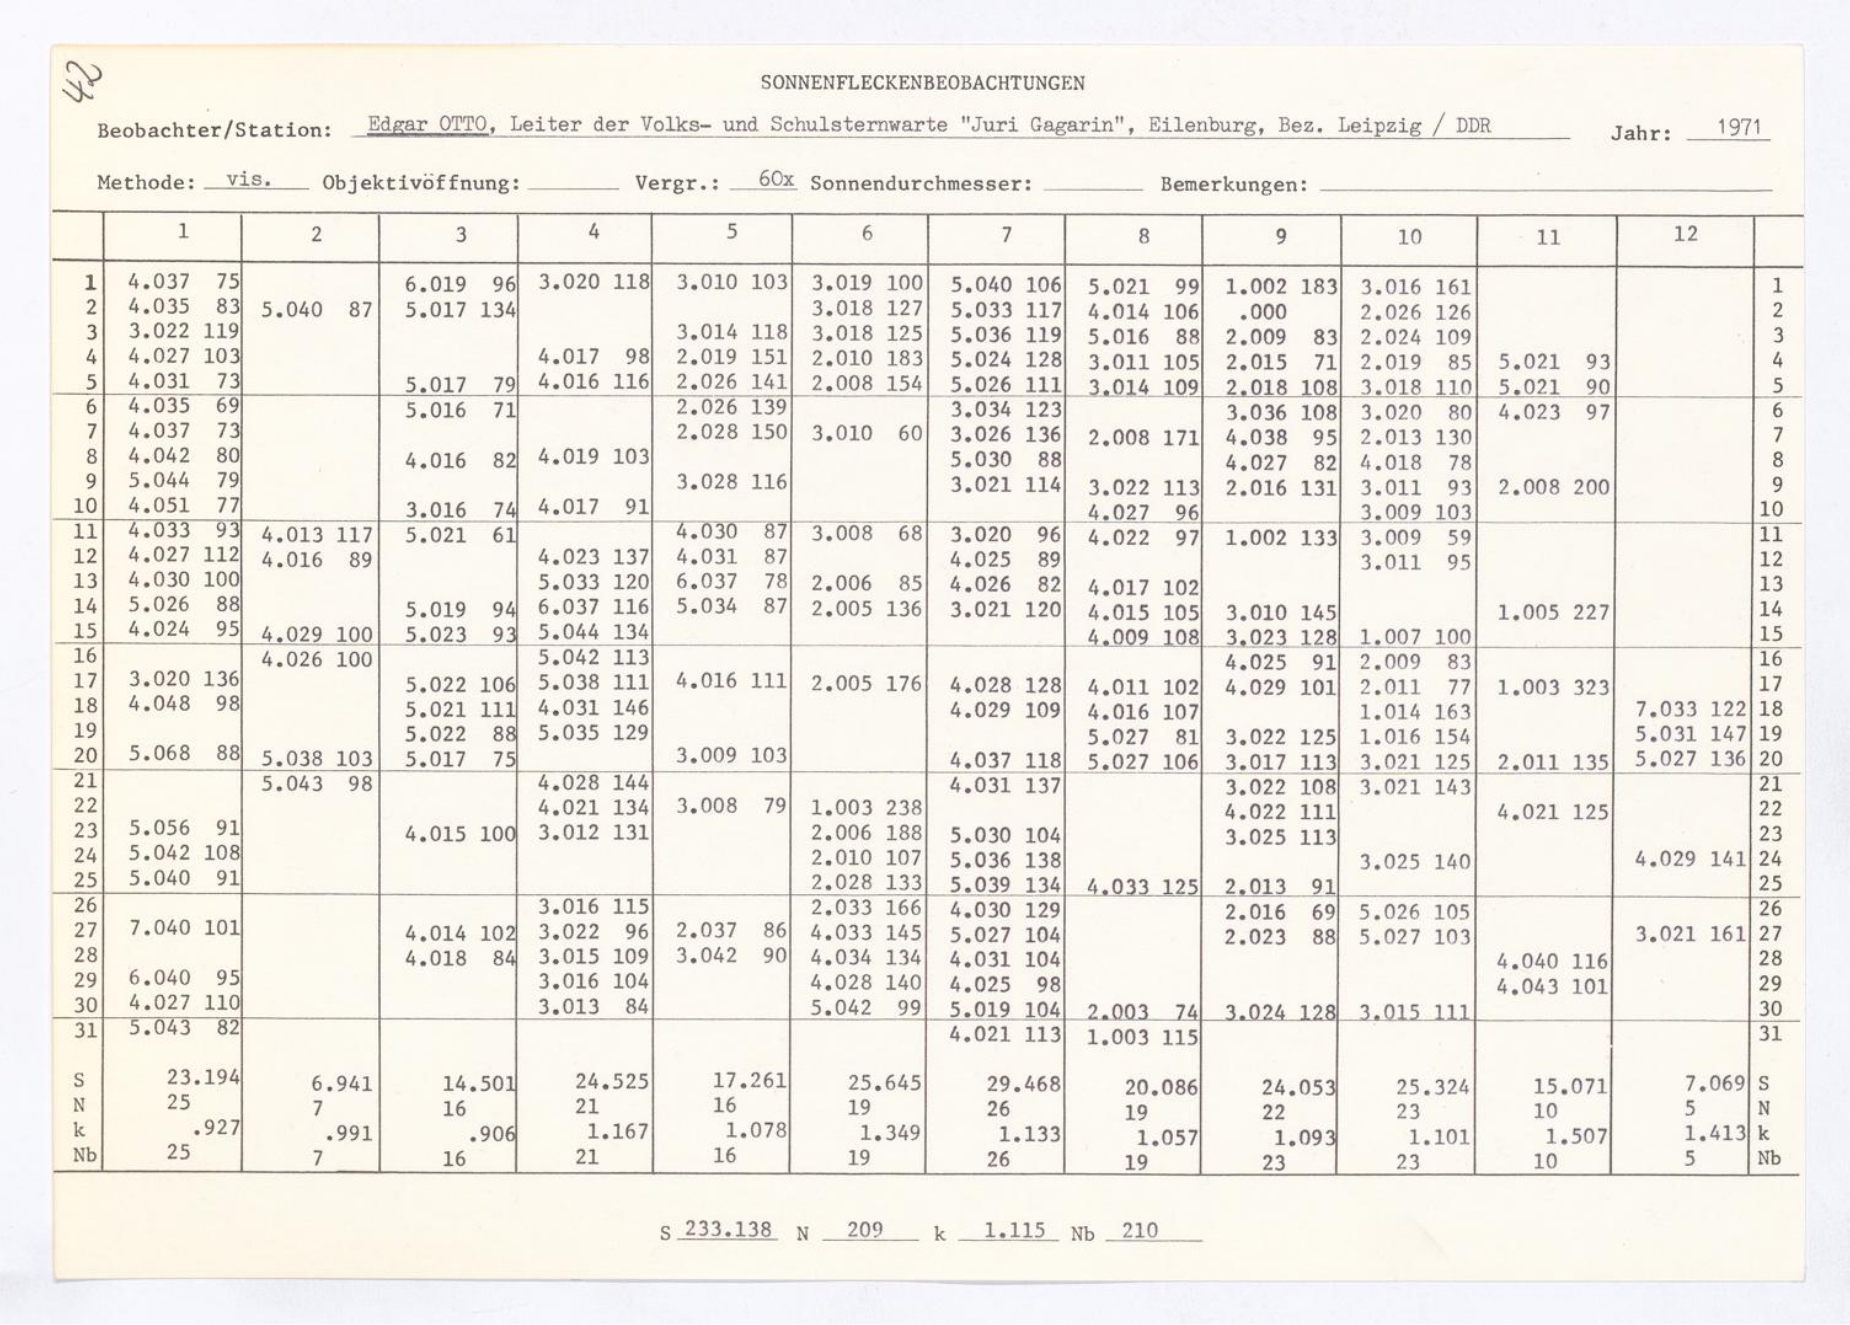 42
SONNENFLECKENBEOBACHTUNGEN
Beobachter/Station: Edgar OTTO, Leiter der Volks- und Schulsternwarte "Juri Gagarin", Eilenburg, Bez. Leipzig / DDR Jahr: 1971
Methode: vis. Objektivöffnung: Vergr.: 60x Sonnendurchmesser: Bemerkungen:
1 2 3 4 5 6 7 8 9 10 11 12
1 4.037 75 6.019 96 3.020 118 3.010 103 3.019 100 5.040 106 5.021 99 1.002 183 3.016 161 1
2 4.035 83 5.040 87 5.017 134 3.018 127 5.033 117 4.014 106 .000 2.026 126 2
3 3.022 119 3.014 118 3.018 125 5.036 119 5.016 88 2.009 83 2.024 109 3
4 4.027 103 4.017 98 2.019 151 2.010 183 5.024 128 3.011 105 2.015 71 2.019 85 5.021 93 4
5 4.031 73 5.017 79 4.016 116 2.026 141 2.008 154 5.026 111 3.014 109 2.018 108 3.018 110 5.021 90 5
6 4.035 69 5.016 71 2.026 139 3.034 123 3.036 108 3.020 80 4.023 97 6
7 4.037 73 2.028 150 3.010 60 3.026 136 2.008 171 4.038 95 2.013 130 7
8 4.042 80 4.016 82 4.019 103 5.030 88 4.027 82 4.018 78 8
9 5.044 79 3.028 116 3.021 114 3.022 113 2.016 131 3.011 93 2.008 200 9
10 4.051 77 3.016 74 4.017 91 4.027 96 3.009 103 10
11 4.033 93 4.013 117 5.021 61 4.030 87 3.008 68 3.020 96 4.022 97 1.002 133 3.009 59 11
12 4.027 112 4.016 89 4.023 137 4.031 87 4.025 89 3.011 95 12
13 4.030 100 5.033 120 6.037 78 2.006 85 4.026 82 4.017 102 13
14 5.026 88 5.019 94 6.037 116 5.034 87 2.005 136 3.021 120 4.015 105 3.010 145 1.005 227 14
15 4.024 95 4.029 100 5.023 93 5.044 134 4.009 108 3.023 128 1.007 100 15
16 4.026 100 5.042 113 4.025 91 2.009 83 16
17 3.020 136 5.022 106 5.038 111 4.016 111 2.005 176 4.028 128 4.011 102 4.029 101 2.011 77 1.003 323 17
18 4.048 98 5.021 111 4.031 146 4.029 109 4.016 107 1.014 163 7.033 122 18
19 5.022 88 5.035 129 5.027 81 3.022 125 1.016 154 5.031 147 19
20 5.068 88 5.038 103 5.017 75 3.009 103 4.037 118 5.027 106 3.017 113 3.021 125 2.011 135 5.027 136 20
21 5.043 98 4.028 144 4.031 137 3.022 108 3.021 143 21
22 4.021 134 3.008 79 1.003 238 4.022 111 4.021 125 22
23 5.056 91 4.015 100 3.012 131 2.006 188 5.030 104 3.025 113 23
24 5.042 108 2.010 107 5.036 138 3.025 140 4.029 141 24
25 5.040 91 2.028 133 5.039 134 4.033 125 2.013 91 25
26 3.016 115 2.033 166 4.030 129 2.016 69 5.026 105 26
27 7.040 101 4.014 102 3.022 96 2.037 86 4.033 145 5.027 104 2.023 88 5.027 103 3.021 161 27
28 4.018 84 3.015 109 3.042 90 4.034 134 4.031 104 4.040 116 28
29 6.040 95 3.016 104 4.028 140 4.025 98 4.043 101 29
30 4.027 110 3.013 84 5.042 99 5.019 104 2.003 74 3.024 128 3.015 111 30
31 5.043 82 4.021 113 1.003 115 31
S 23.194 6.941 14.501 24.525 17.261 25.645 29.468 20.086 24.053 25.324 15.071 7.069 S
N 25 7 16 21 16 19 26 19 22 23 10 5 N
k .927 .991 .906 1.167 1.078 1.349 1.133 1.057 1.093 1.101 1.507 1.413 k
Nb 25 7 16 21 16 19 26 19 23 23 10 5 Nb
S 233.138 N 209 k 1.115 Nb 210